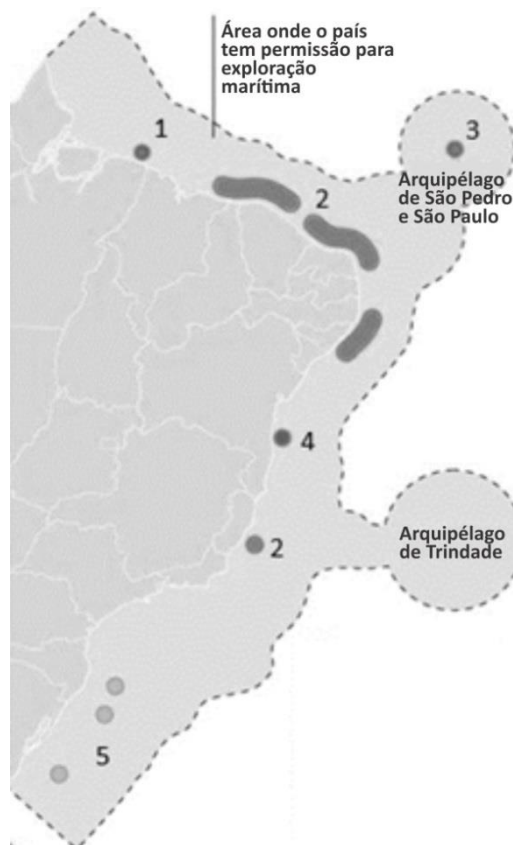 Área onde o país
tem permissão para
exploração
marítima
1
3
Arquipélago
de São Pedro
e São Paulo
2
4
Arquipélago
de Trindade
2
5